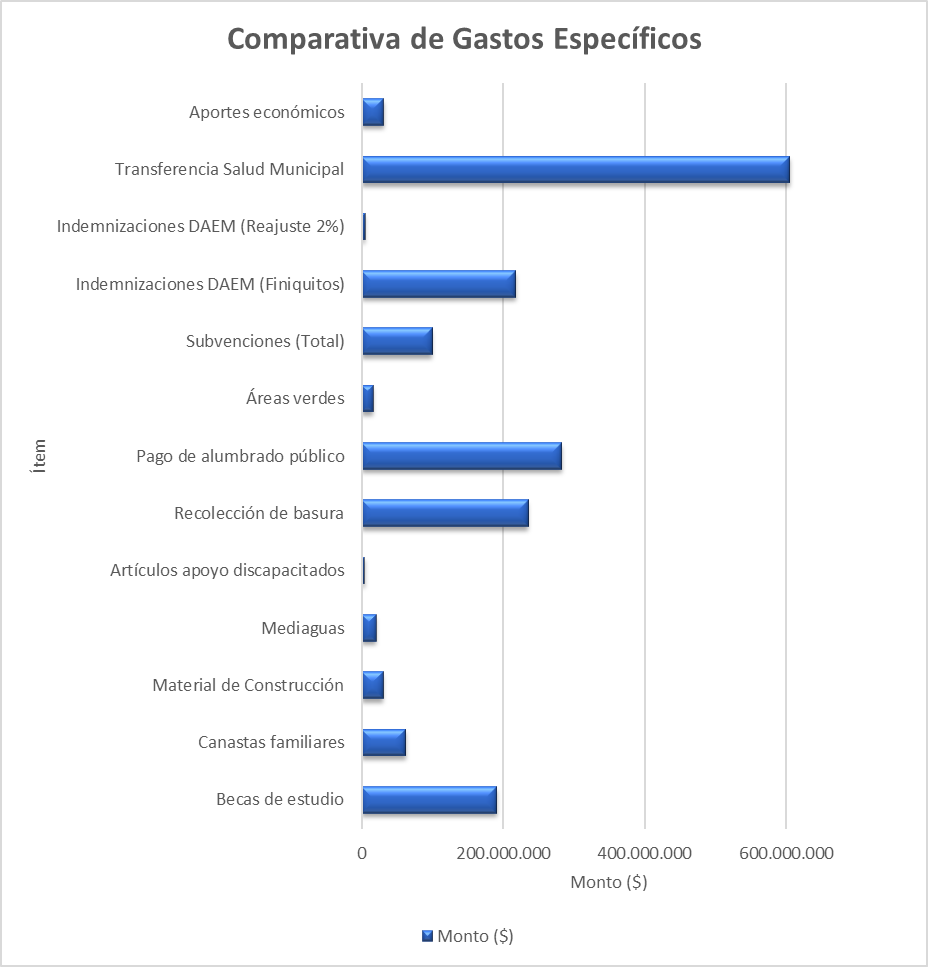 Comparativa de Gastos Específicos
Aportes económicos
Transferencia Salud Municipal
Indemnizaciones DAEM (Reajuste 2%)
Indemnizaciones DAEM (Finiquitos)
Subvenciones (Total)
Áreas verdes
Ítem
Pago de alumbrado público
Recolección de basura
Artículos apoyo discapacitados
Mediaguas
Material de Construcción
Canastas familiares
Becas de estudio
0 200.000.000 400.000.000 600.000.000
Monto ($)
Monto ($)